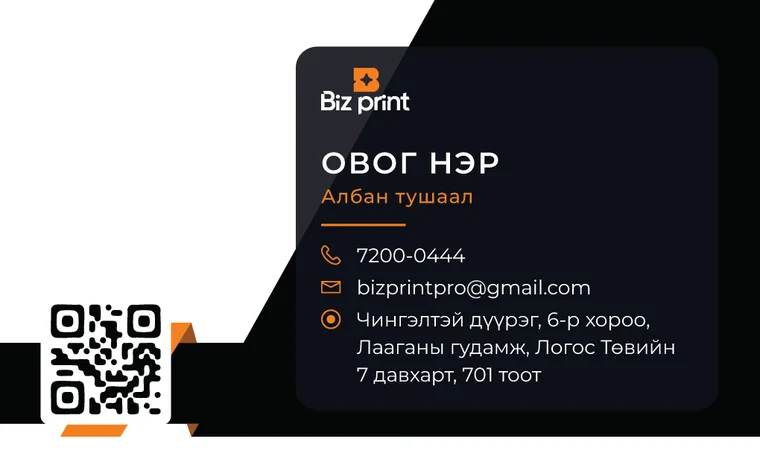 Biz print
ОВОГ НЭР
Албан тушаал
7200-0444
bizprintpro@gmail.com
Чингэлтэй дүүрэг, 6-р хороо,
Лааганы гудамж, Логос Төвийн
7 давхарт, 701 тоот